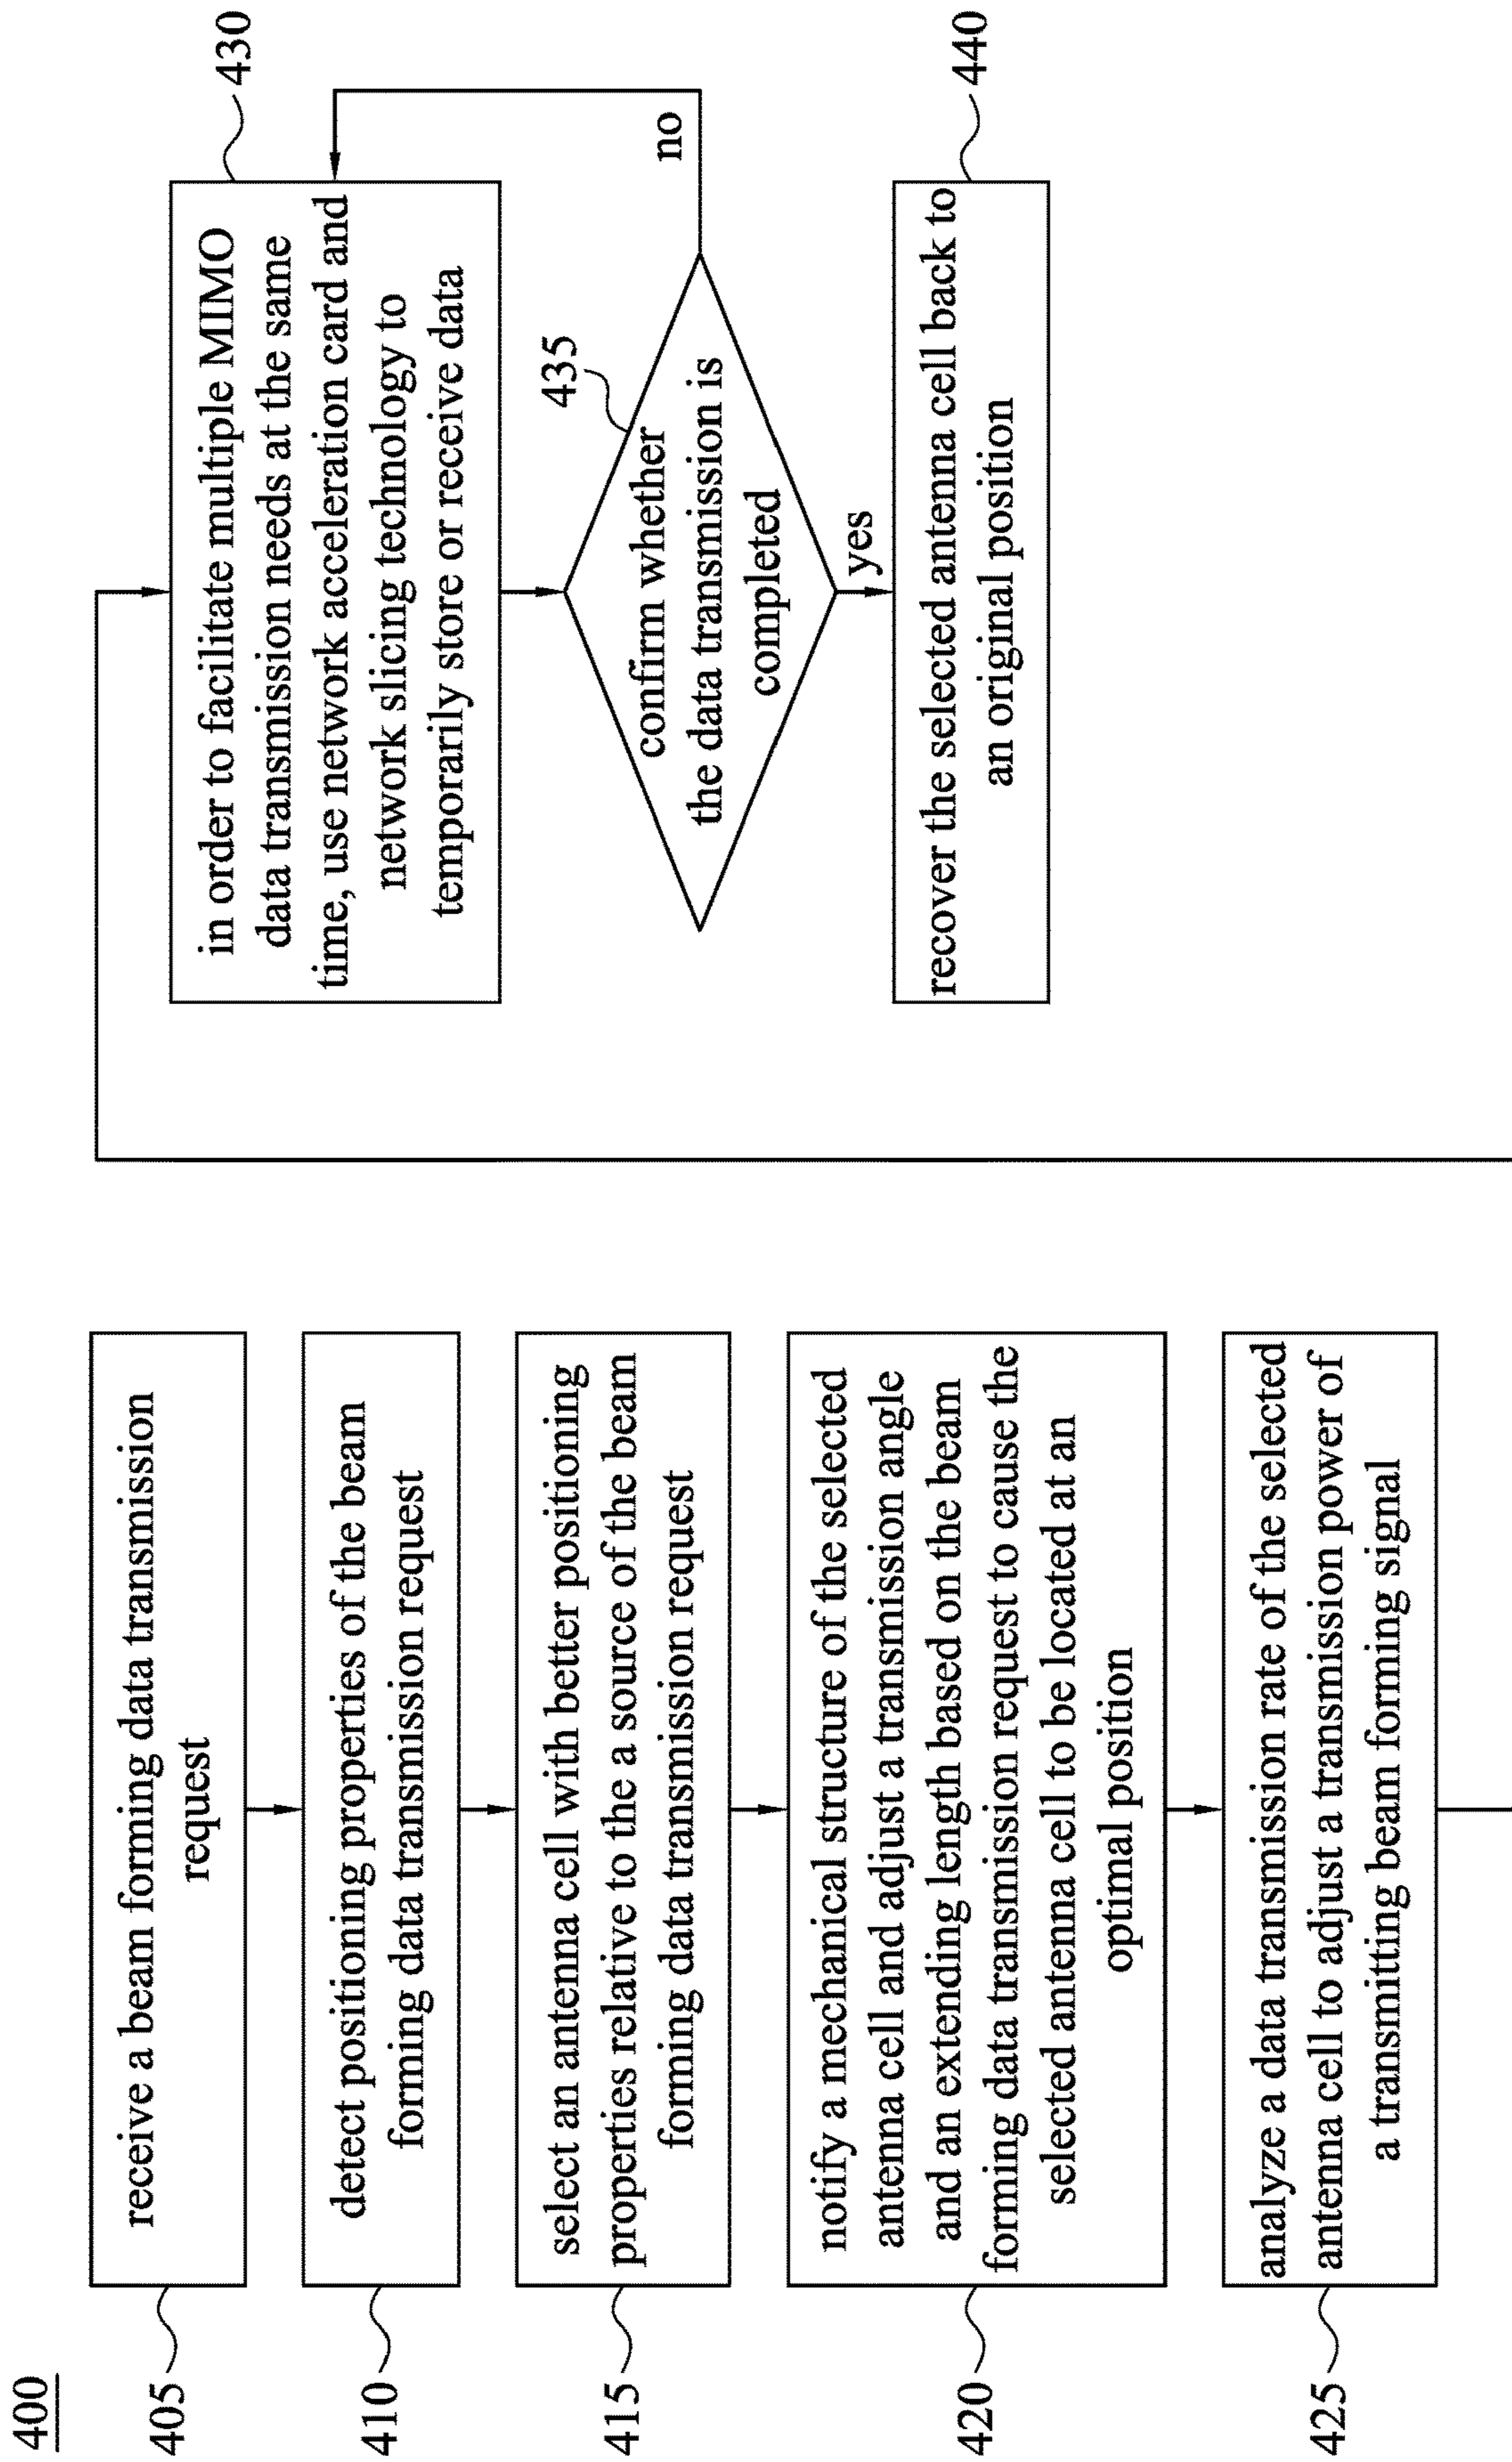 400
405
receive a beam forming data transmission
request
410
detect positioning properties of the beam
forming data transmission request
415
select an antenna cell with better positioning
properties relative to the a source of the beam
forming data transmission request
420
notify a mechanical structure of the selected
antenna cell and adjust a transmission angle
and an extending length based on the beam
forming data transmission request to cause the
selected antenna cell to be located at an
optimal position
425
analyze a data transmission rate of the selected
antenna cell to adjust a transmission power of
a transmiting beam forming signal
430
in order to facilitate multiple MIMO
data transmission needs at the same
time, use network acceleration card and
network slicing technology to
temporarily store or receive data
435
confirm whether
the data transmission is
completed
no
yes
440
recover the selected antenna cell back to
an original position